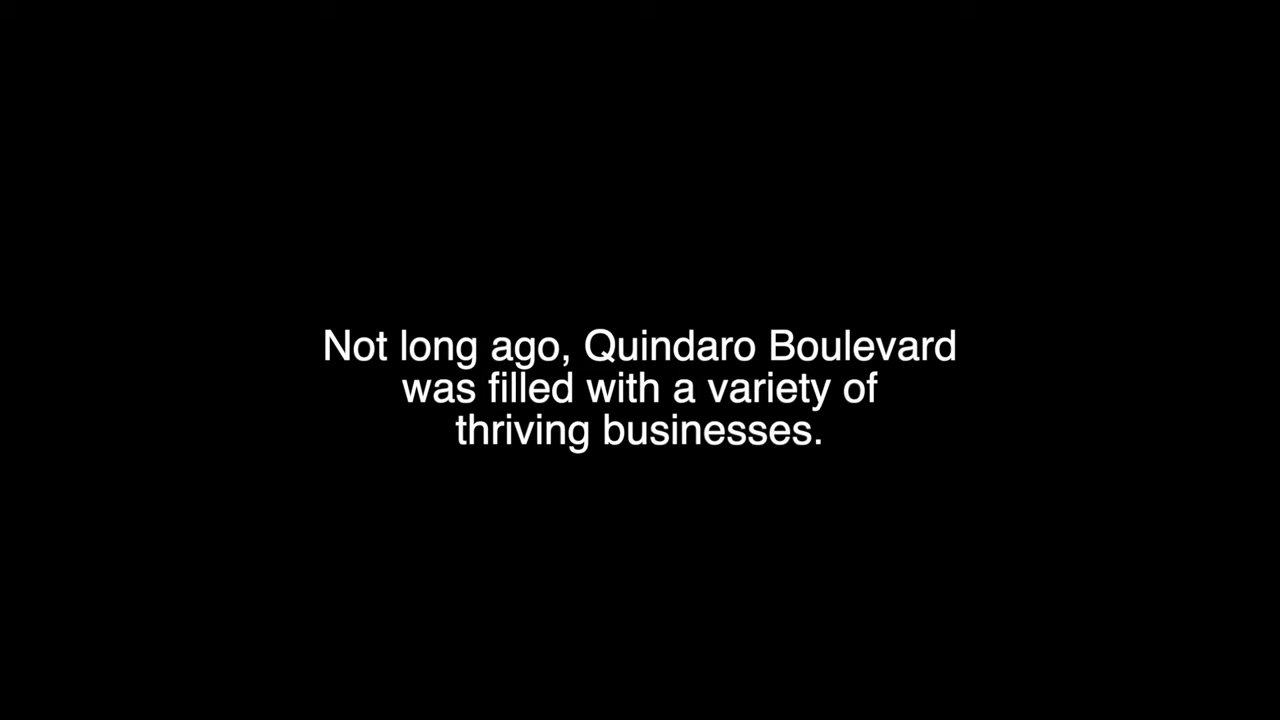 Not long ago, Quindaro Boulevard
was filled with a variety of
thriving businesses.